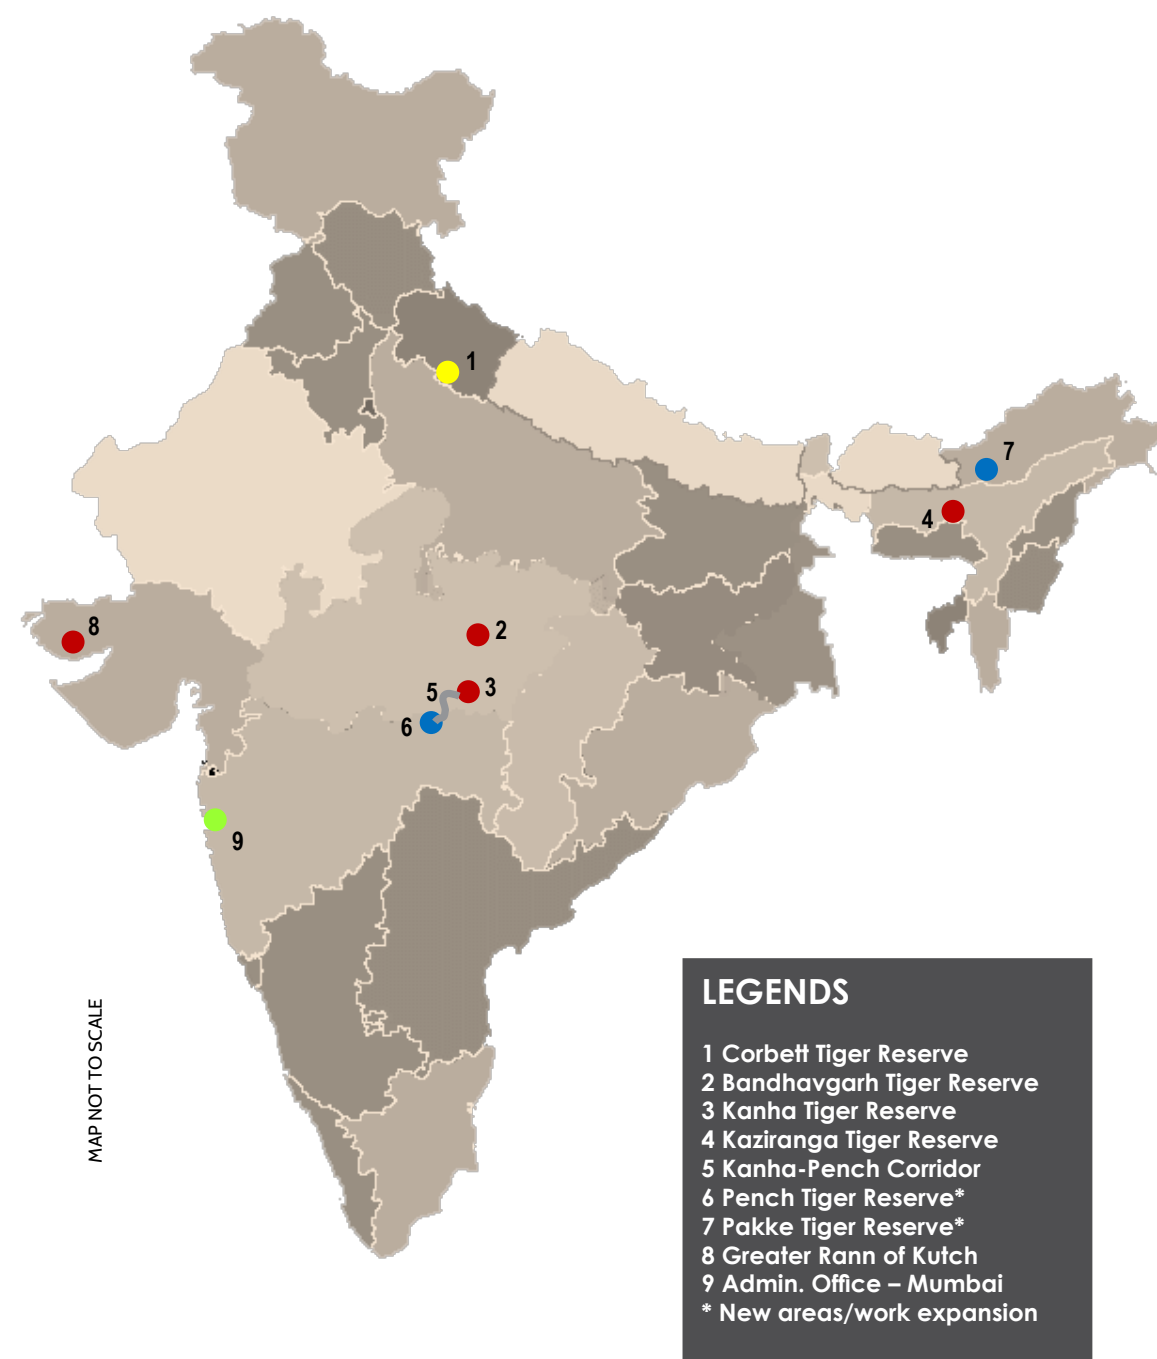 1
7
4
8
2
5
3
6
9
MAP NOT TO SCALE
LEGENDS
1 Corbett Tiger Reserve
2 Bandhavgarh Tiger Reserve
3 Kanha Tiger Reserve
4 Kaziranga Tiger Reserve
5 Kanha-Pench Corridor
6 Pench Tiger Reserve*
7 Pakke Tiger Reserve*
8 Greater Rann of Kutch
9 Admin. Office – Mumbai
* New areas/work expansion